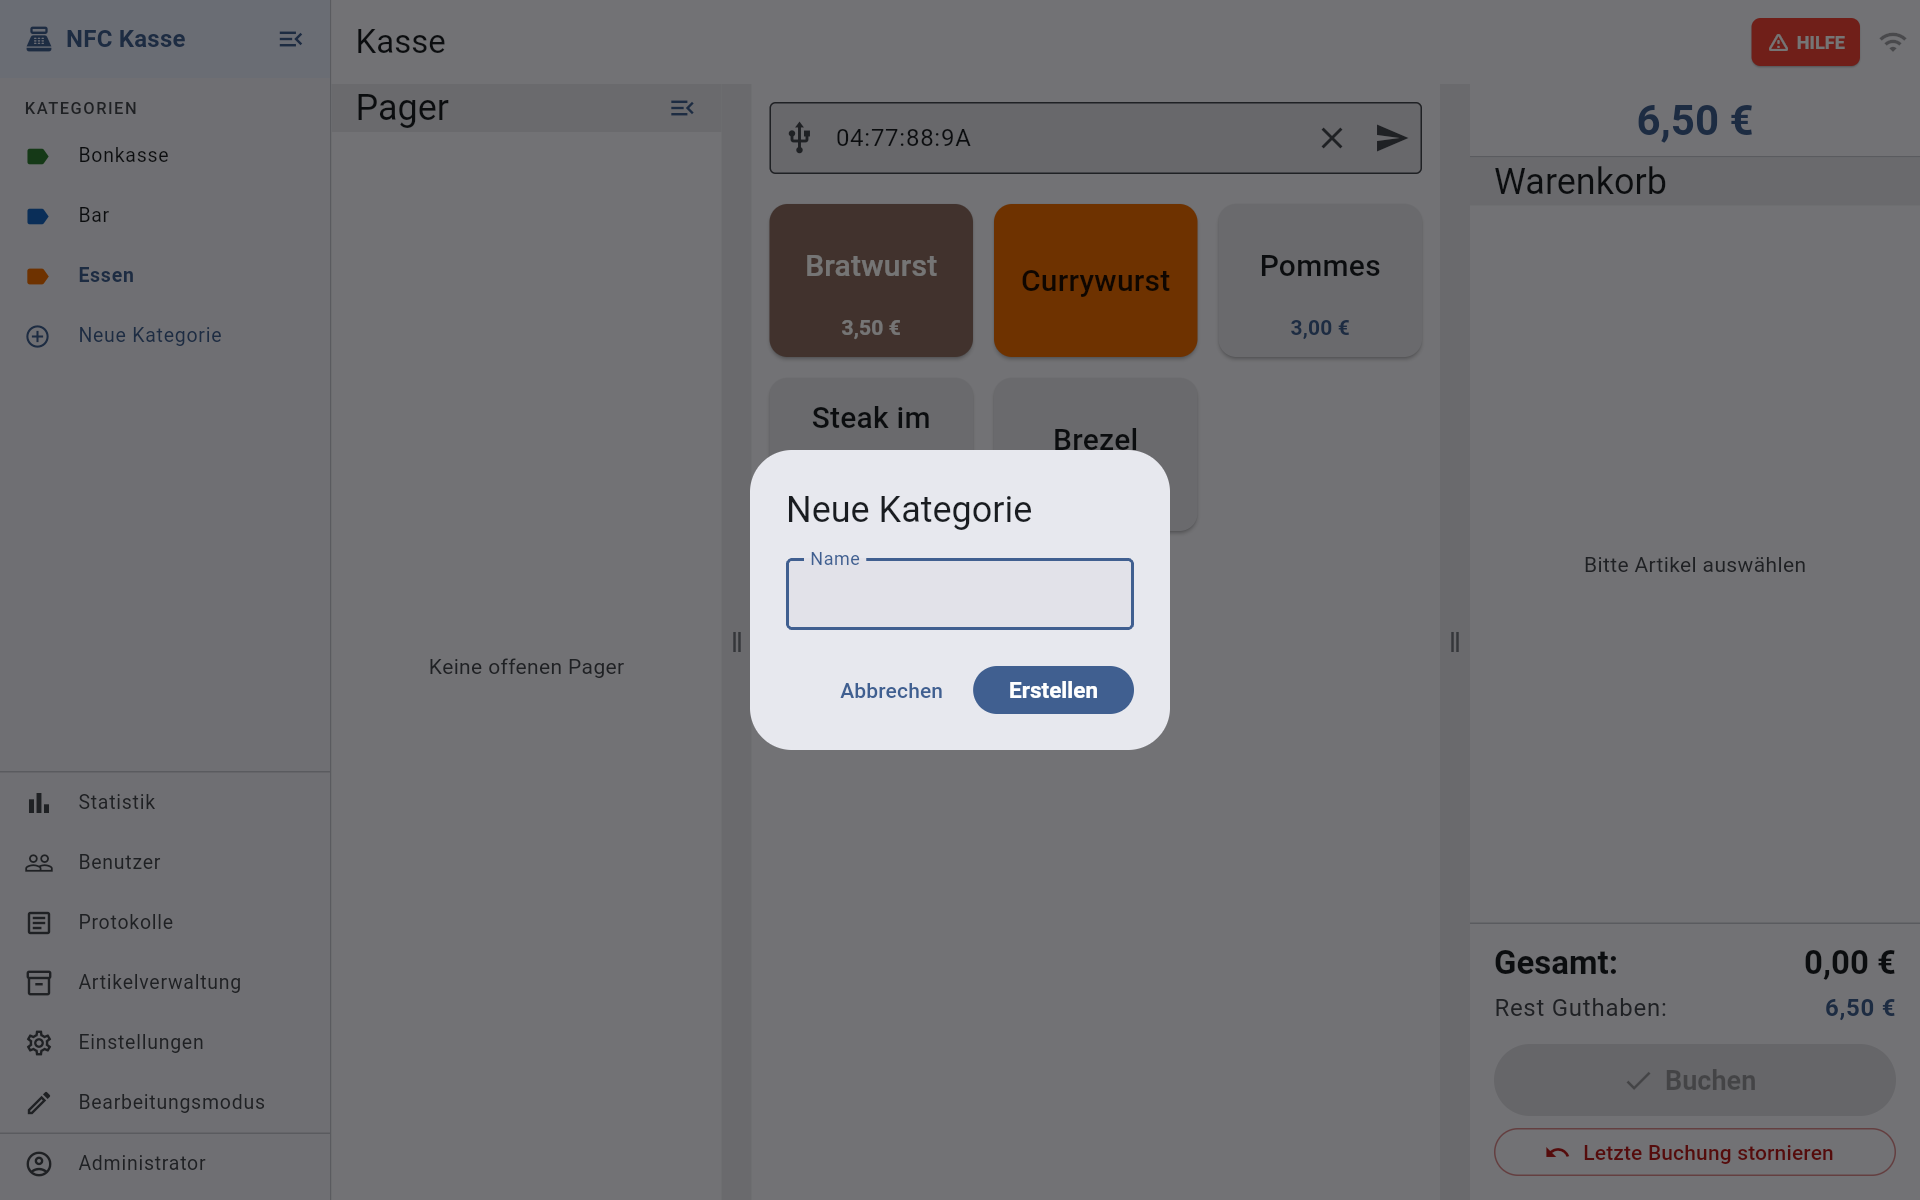 NFC Kasse
KATEGORIEN
Bonkasse
Bar
Essen
Neue Kategorie
Statistik
Benutzer
Protokolle
Artikelverwaltung
Einstellungen
Bearbeitungsmodus
Administrator
Kasse
HILFE
Pager
Keine offenen Pager
04:77:88:9A
Bratwurst
3,50 €
Currywurst
Pommes
3,00 €
Steak im
Brezel
Neue Kategorie
Name
Abbrechen
Erstellen
6,50 €
Warenkorb
Bitte Artikel auswählen
Gesamt: 0,00 €
Rest Guthaben: 6,50 €
Buchen
Letzte Buchung stornieren